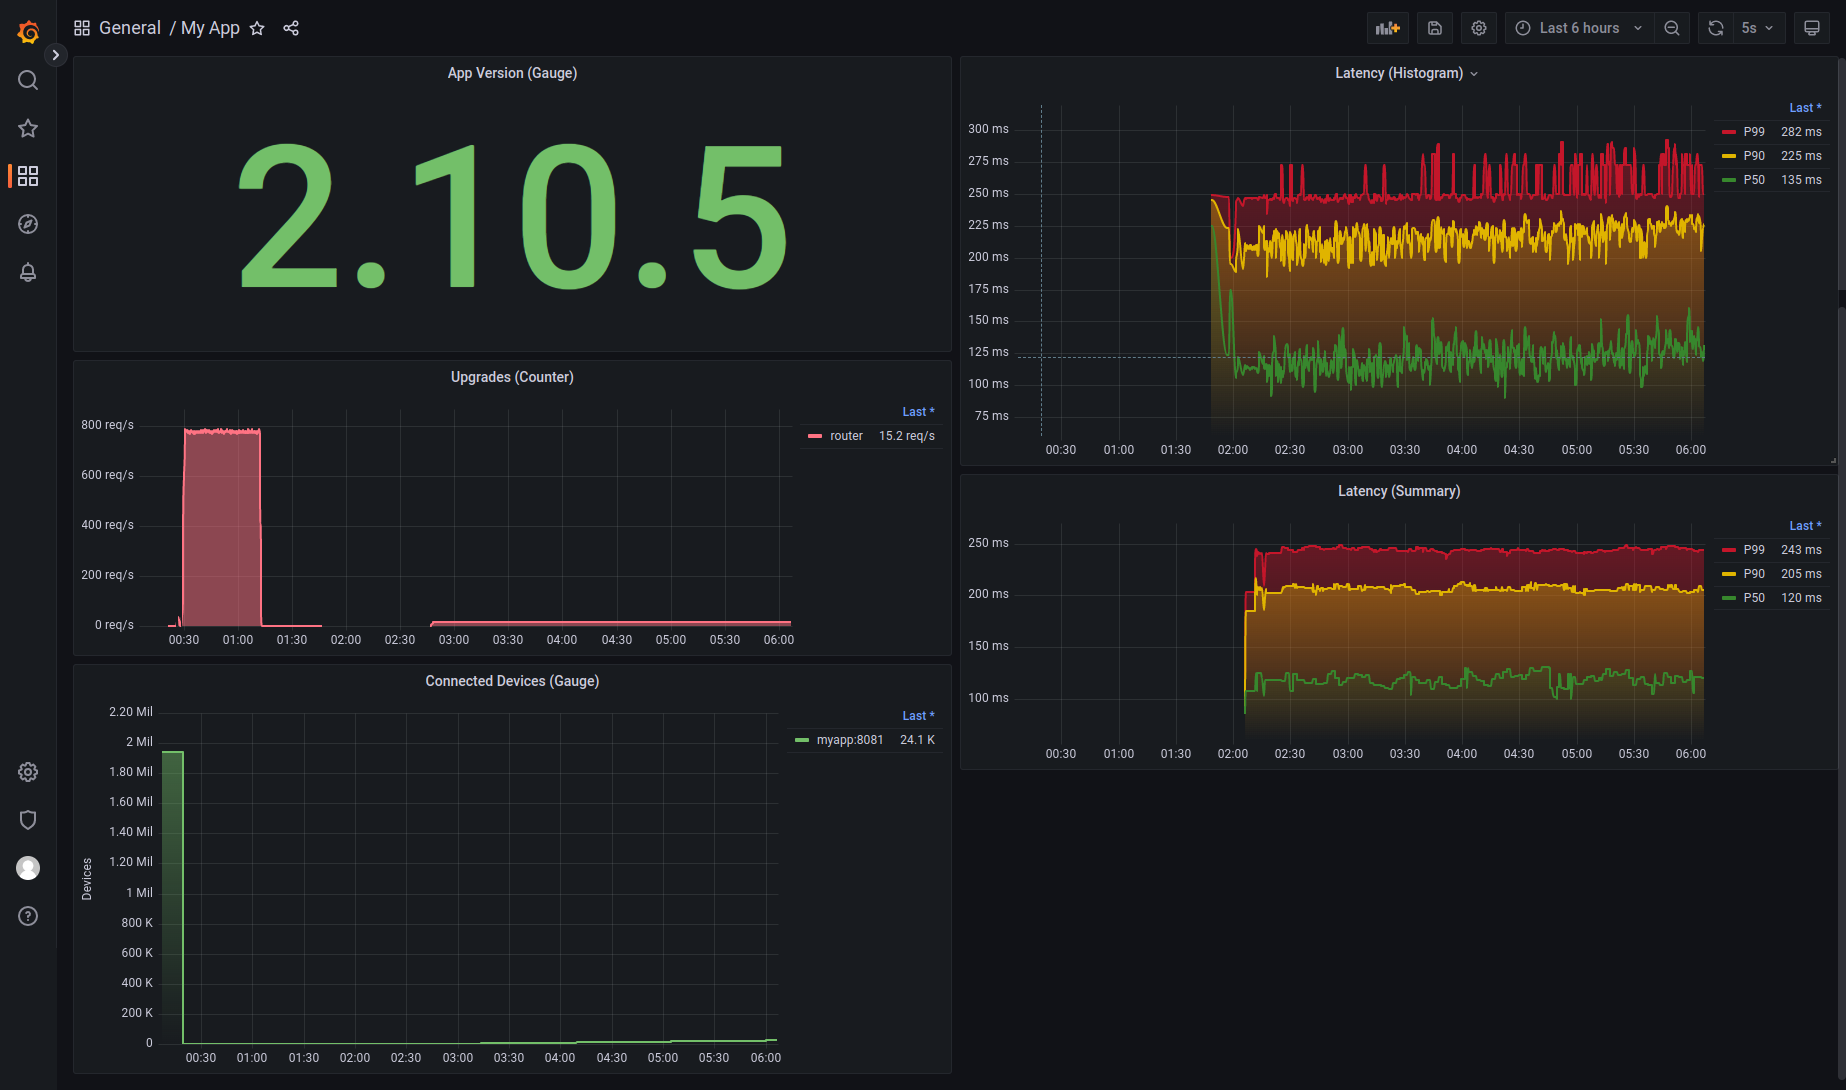 General / My App
Last 6 hours
5s
App Version (Gauge)
2.10.5
Upgrades (Counter)
800 req/s
600 req/s
400 req/s
200 req/s
0 req/s
00:30 01:00 01:30 02:00 02:30 03:00 03:30 04:00 04:30 05:00 05:30 06:00
Last *
router 15.2 req/s
Connected Devices (Gauge)
Devices
2.20 Mil
2 Mil
1.80 Mil
1.60 Mil
1.40 Mil
1.20 Mil
1 Mil
800 K
600 K
400 K
200 K
0
00:30 01:00 01:30 02:00 02:30 03:00 03:30 04:00 04:30 05:00 05:30 06:00
Last *
myapp:8081 24.1 K
Latency (Histogram)
300 ms
275 ms
250 ms
225 ms
200 ms
175 ms
150 ms
125 ms
100 ms
75 ms
00:30 01:00 01:30 02:00 02:30 03:00 03:30 04:00 04:30 05:00 05:30 06:00
Last *
P99 282 ms
P90 225 ms
P50 135 ms
Latency (Summary)
250 ms
200 ms
150 ms
100 ms
00:30 01:00 01:30 02:00 02:30 03:00 03:30 04:00 04:30 05:00 05:30 06:00
Last *
P99 243 ms
P90 205 ms
P50 120 ms